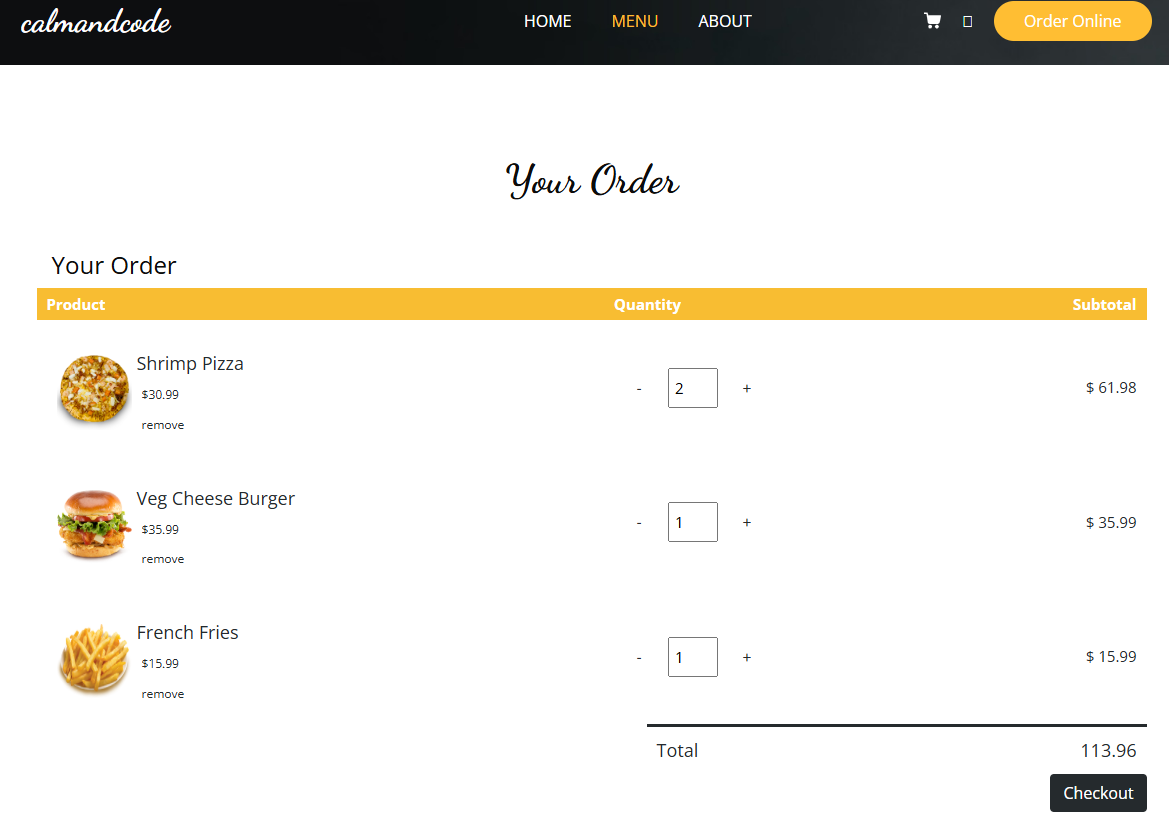 calmandcode HOME MENU ABOUT Order Online
Your Order
Your Order
Product Quantity Subtotal
Shrimp Pizza
$30.99
remove
- 2 + $ 61.98
Veg Cheese Burger
$35.99
remove
- 1 + $ 35.99
French Fries
$15.99
remove
- 1 + $ 15.99
Total 113.96
Checkout